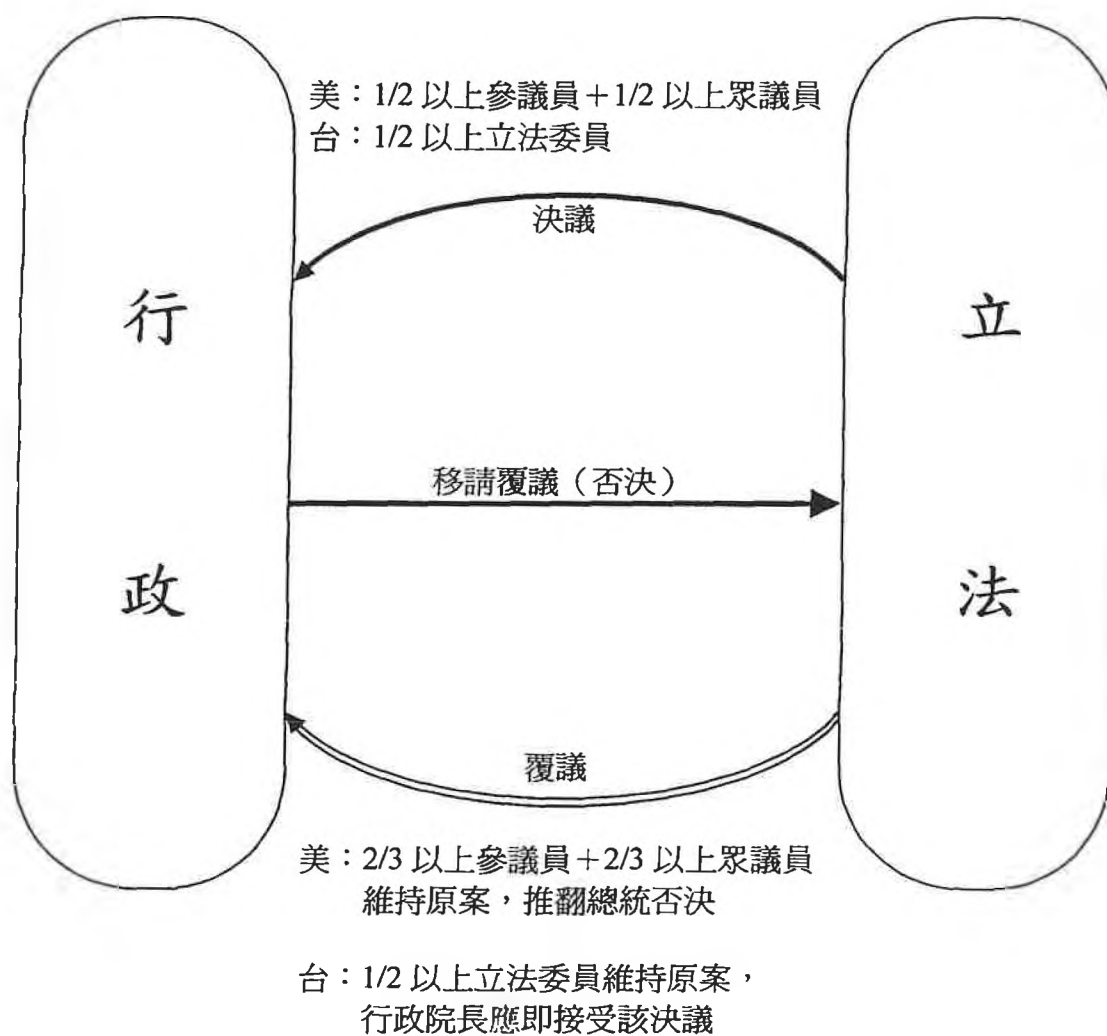 美：1/2 以上參議員＋1/2 以上眾議員
台：1/2 以上立法委員
決議
行政
立法
移請覆議（否決）
覆議
美：2/3 以上參議員＋2/3 以上眾議員
維持原案，推翻總統否決
台：1/2 以上立法委員維持原案，
行政院長應即接受該決議